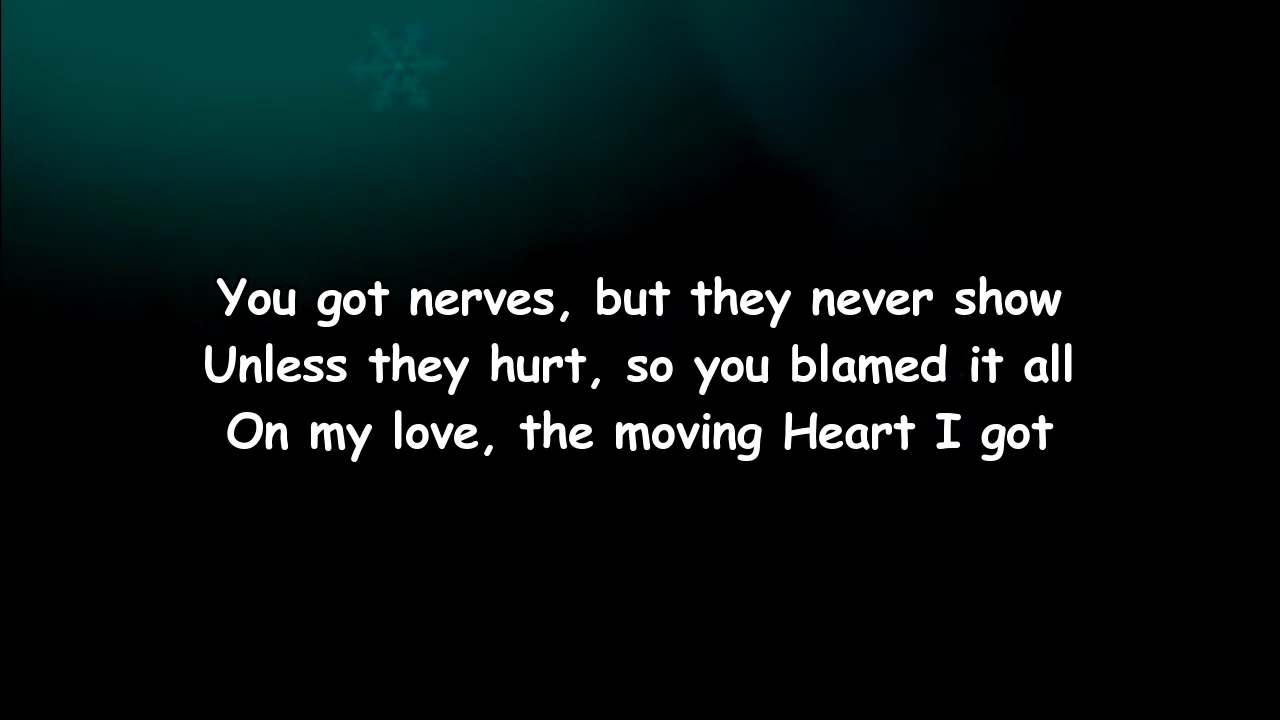 You got nerves, but they never show
Unless they hurt, so you blamed it all
On my love, the moving Heart I got